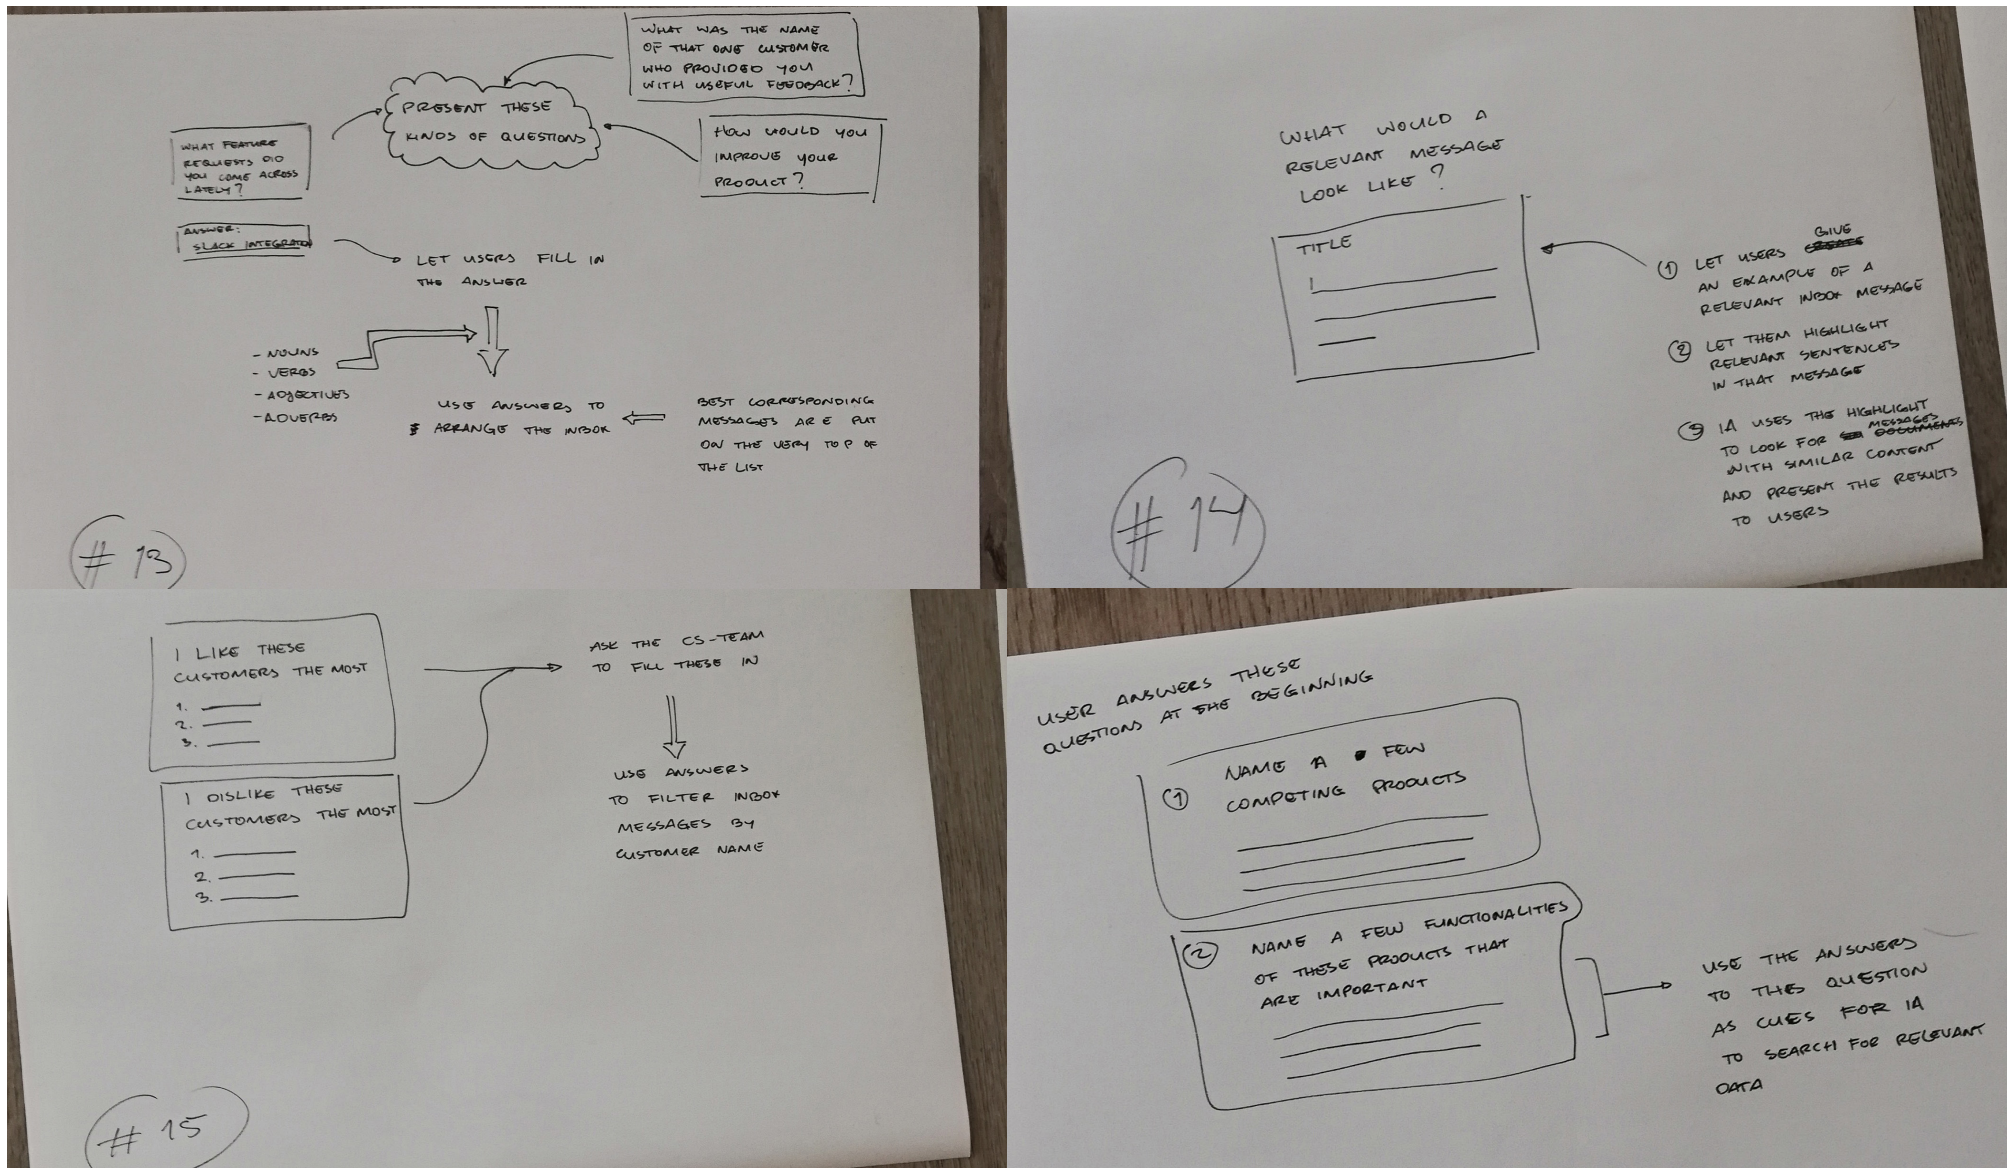 WHAT WAS THE NAME
OF THAT ONE CUSTOMER
WHO PROVIDED YOU
WITH USEFUL FEEDBACK?
PRESENT THESE
KINDS OF QUESTIONS
HOW WOULD YOU
IMPROVE YOUR
PRODUCT?
WHAT FEATURE
REQUESTS DID
YOU COME ACROSS
LATELY?
ANSWER:
SLACK INTEGRATION
LET USERS FILL IN
THE ANSWER
- NOUNS
- VERBS
- ADJECTIVES
- ADVERBS
USE ANSWERS TO
ARRANGE THE INBOX
BEST CORRESPONDING
MESSAGES ARE PUT
ON THE VERY TOP OF
THE LIST
# 13
WHAT WOULD A
RELEVANT MESSAGE
LOOK LIKE?
TITLE
1 LET USERS CREATE GIVE
AN EXAMPLE OF A
RELEVANT INBOX MESSAGE
2 LET THEM HIGHLIGHT
RELEVANT SENTENCES
IN THAT MESSAGE
3 IA USES THE HIGHLIGHT
TO LOOK FOR DOCUMENTS MESSAGES
WITH SIMILAR CONTENT
AND PRESENT THE RESULTS
TO USERS
# 14
I LIKE THESE
CUSTOMERS THE MOST
1.
2.
3.
I DISLIKE THESE
CUSTOMERS THE MOST
1.
2.
3.
ASK THE CS-TEAM
TO FILL THESE IN
USE ANSWERS
TO FILTER INBOX
MESSAGES BY
CUSTOMER NAME
# 15
USER ANSWERS THESE
QUESTIONS AT THE BEGINNING
1 NAME A FEW
COMPETING PRODUCTS
2 NAME A FEW FUNCTIONALITIES
OF THESE PRODUCTS THAT
ARE IMPORTANT
USE THE ANSWERS
TO THIS QUESTION
AS CUES FOR IA
TO SEARCH FOR RELEVANT
DATA